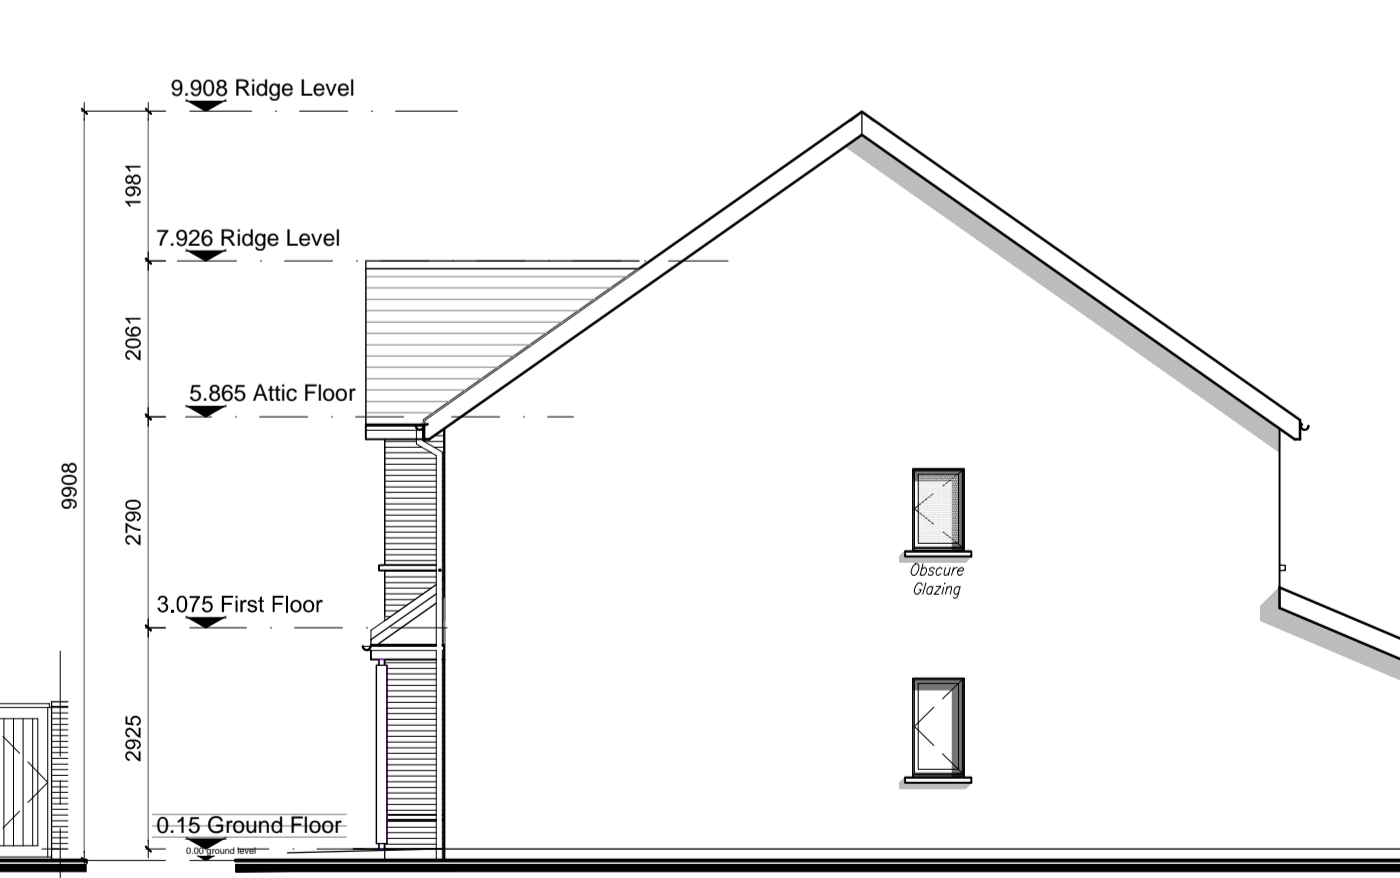 9.908 Ridge Level
1981
7.926 Ridge Level
2061
5.865 Attic Floor
9908
2790
Obscure
Glazing
3.075 First Floor
2925
0.15 Ground Floor
0.00 ground level